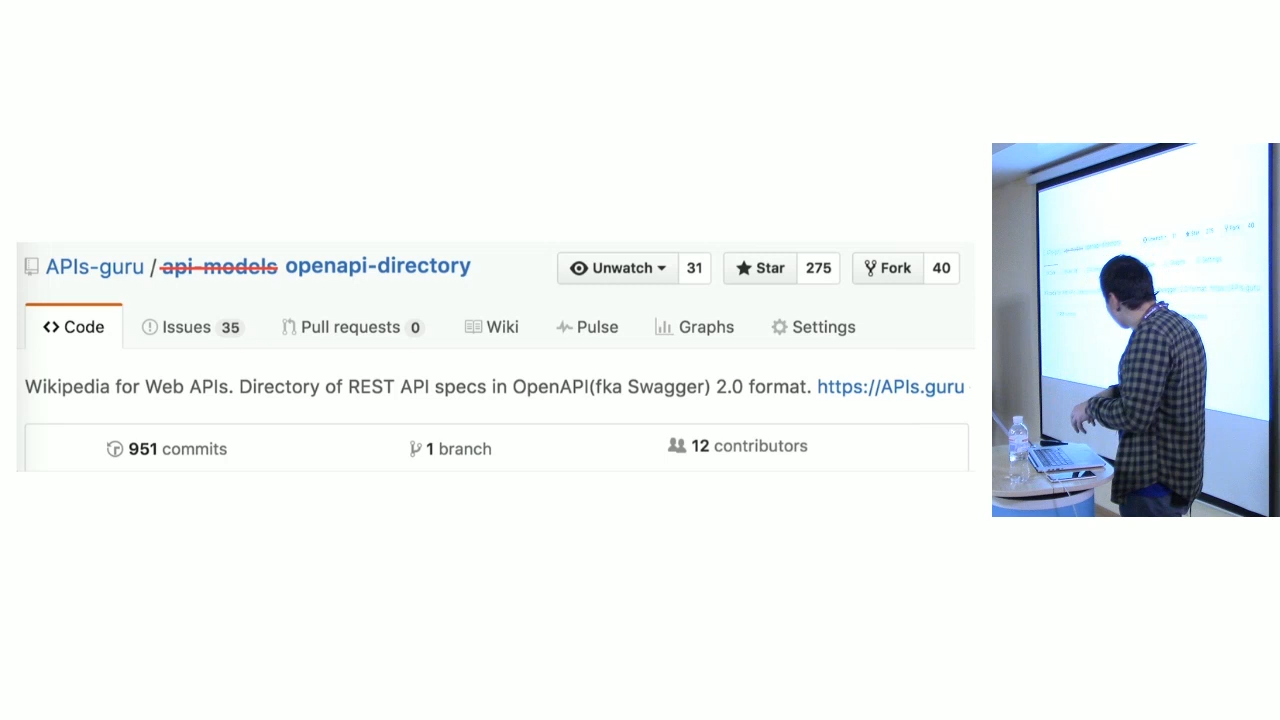 APIs-guru / api-models openapi-directory
Unwatch 31 Star 275 Fork 40
Code Issues 35 Pull requests 0 Wiki Pulse Graphs Settings
Wikipedia for Web APIs. Directory of REST API specs in OpenAPI(fka Swagger) 2.0 format. https://APIs.guru
951 commits 1 branch 12 contributors